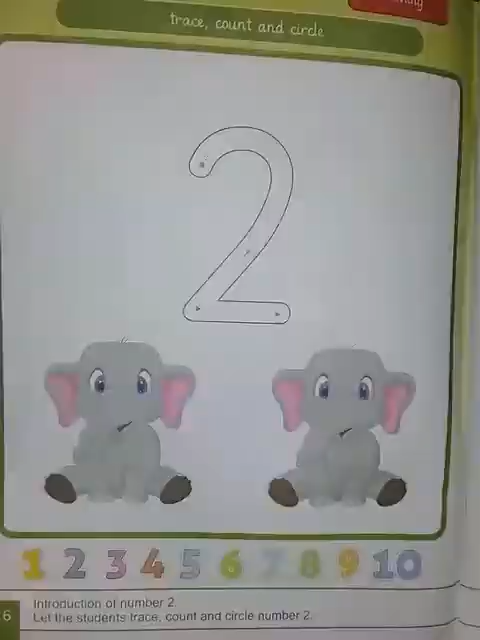 trace, count and circle
2
1 2 3 4 5 6 7 8 9 10
6
Introduction of number 2.
Let the students trace, count and circle number 2.